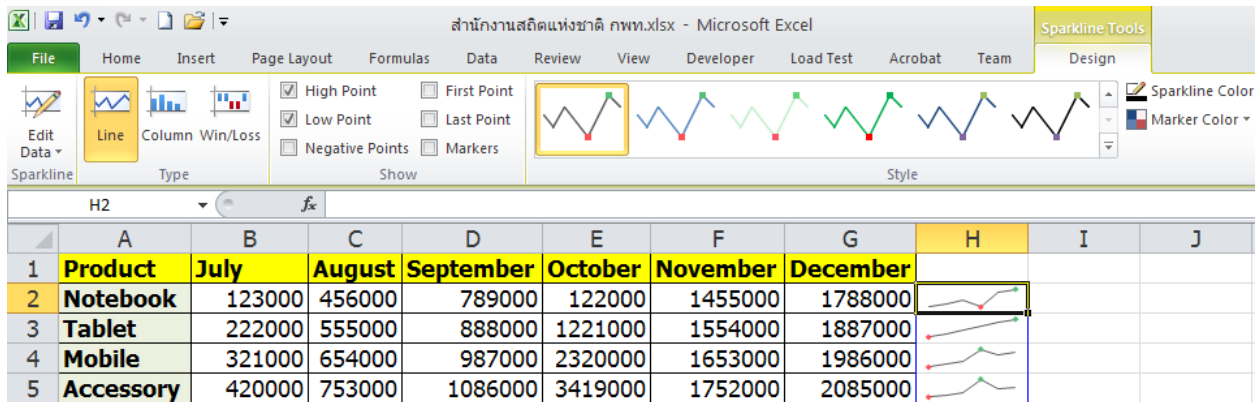 สำนักงานสถิตแห่งชาติ กพท.xlsx - Microsoft Excel
Sparkline Tools
File Home Insert Page Layout Formulas Data Review View Developer Load Test Acrobat Team Design
High Point First Point
Sparkline Color
Low Point Last Point
Marker Color
Edit Data
Line Column Win/Loss
Negative Points Markers
Sparkline Type Show Style
H2 fx
A B C D E F G H I J
1 Product July August September October November December
2 Notebook 123000 456000 789000 122000 1455000 1788000
3 Tablet 222000 555000 888000 1221000 1554000 1887000
4 Mobile 321000 654000 987000 2320000 1653000 1986000
5 Accessory 420000 753000 1086000 3419000 1752000 2085000